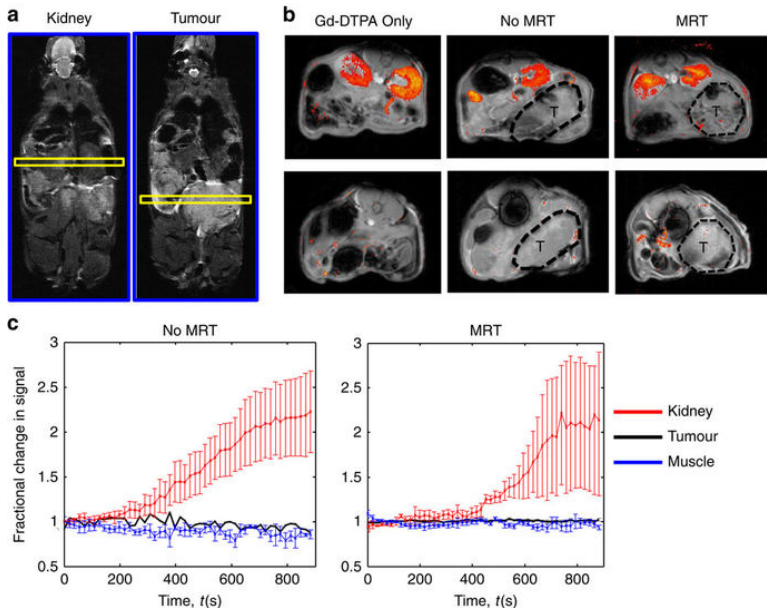 a
Kidney Tumour
b
Gd-DTPA Only No MRT MRT
T T
T T
c
No MRT MRT
Fractional change in signal
3
2.5
2
1.5
1
0.5
0 200 400 600 800
Time, t(s)
3
2.5
2
1.5
1
0.5
0 200 400 600 800
Time, t(s)
Kidney
Tumour
Muscle